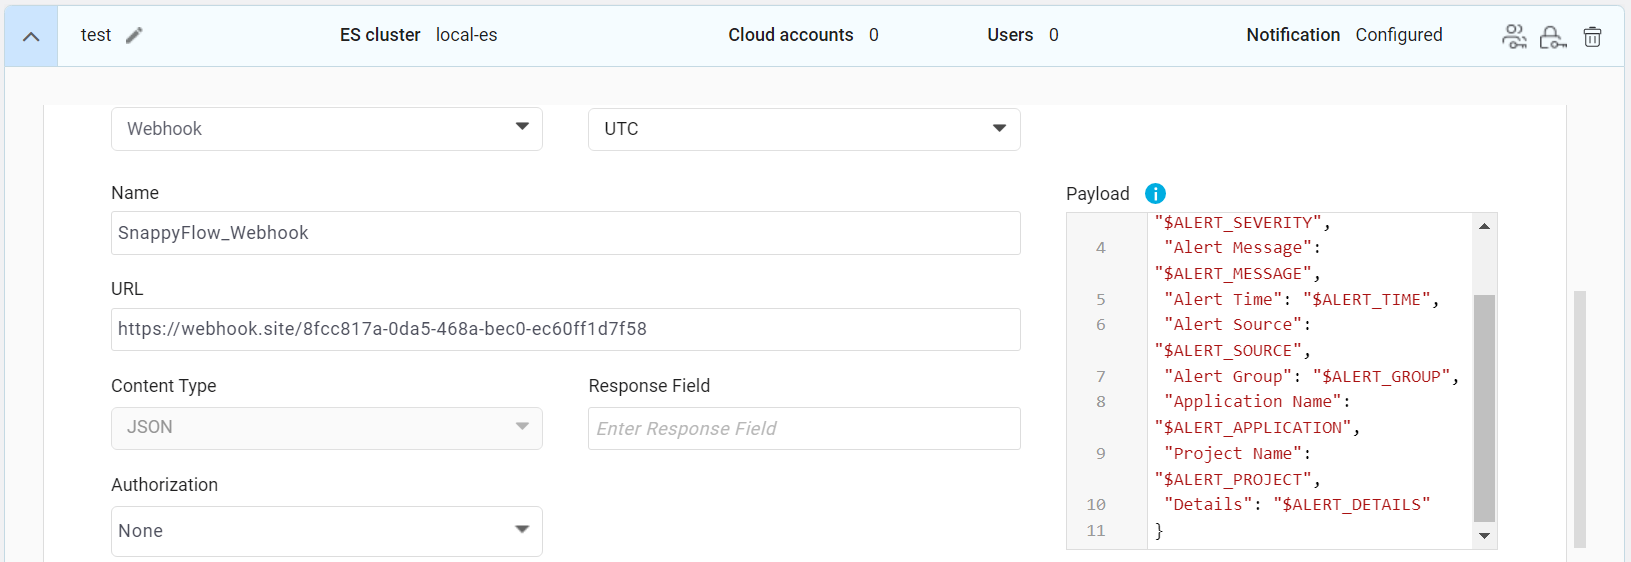 test ES cluster local-es Cloud accounts 0 Users 0 Notification Configured
Webhook UTC
Name
SnappyFlow_Webhook
URL
https://webhook.site/8fcc817a-0da5-468a-bec0-ec60ff1d7f58
Content Type Response Field
JSON Enter Response Field
Authorization
None
Payload
"$ALERT_SEVERITY",
4 "Alert Message":
"$ALERT_MESSAGE",
5 "Alert Time": "$ALERT_TIME",
6 "Alert Source":
"$ALERT_SOURCE",
7 "Alert Group": "$ALERT_GROUP",
8 "Application Name":
"$ALERT_APPLICATION",
9 "Project Name":
"$ALERT_PROJECT",
10 "Details": "$ALERT_DETAILS"
11 }